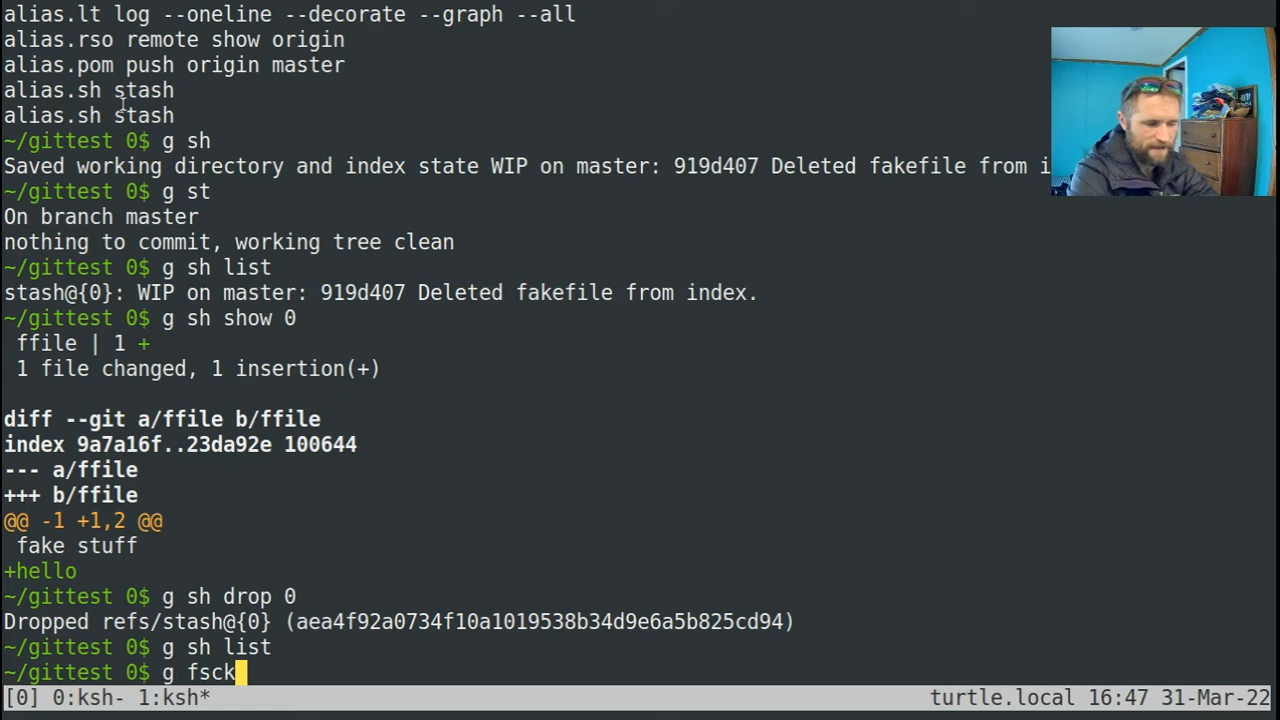 alias.lt log --oneline --decorate --graph --all
alias.rso remote show origin
alias.pom push origin master
alias.sh stash
alias.sh stash
~/gittest 0$ g sh
Saved working directory and index state WIP on master: 919d407 Deleted fakefile from i
~/gittest 0$ g st
On branch master
nothing to commit, working tree clean
~/gittest 0$ g sh list
stash@{0}: WIP on master: 919d407 Deleted fakefile from index.
~/gittest 0$ g sh show 0
 ffile | 1 +
 1 file changed, 1 insertion(+)
diff --git a/ffile b/ffile
index 9a7a16f..23da92e 100644
--- a/ffile
+++ b/ffile
@@ -1 +1,2 @@
 fake stuff
+hello
~/gittest 0$ g sh drop 0
Dropped refs/stash@{0} (aea4f92a0734f10a1019538b34d9e6a5b825cd94)
~/gittest 0$ g sh list
~/gittest 0$ g fsck
[0] 0:ksh- 1:ksh* turtle.local 16:47 31-Mar-22